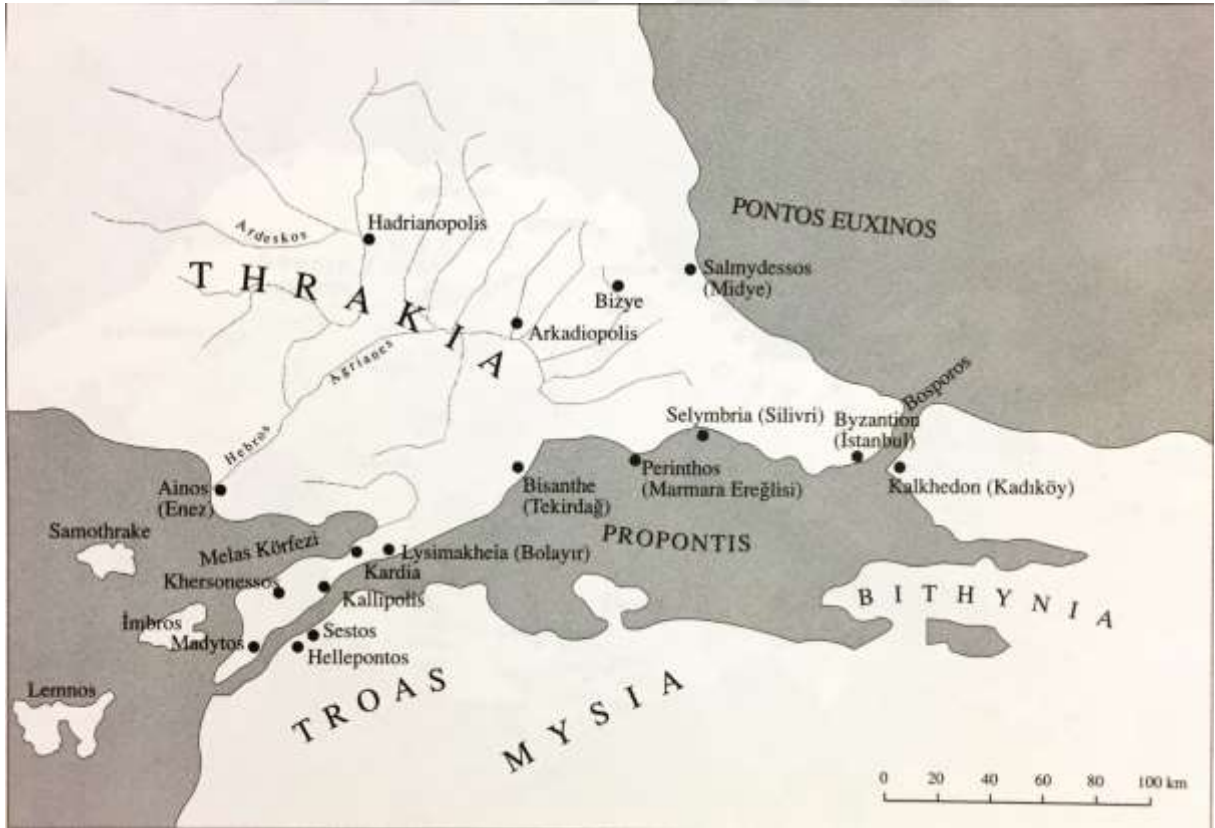 PONTOS EUXINOS
Hadrianopolis
Ardeskos
THRAKIA
Salmydessos
(Midye)
Bizye
Arkadiopolis
Agrianes
Bosporos
Selymbria (Silivri)
Byzantion
(İstanbul)
Hebros
Perinthos
(Marmara Ereğlisi)
Bisanthe
(Tekirdağ)
Kalkhedon (Kadıköy)
Ainos
(Enez)
Samothrake
Melas Körfezi
Lysimakheia (Bolayır)
PROPONTIS
Kardia
Khersonessos
Kallipolis
BITHYNIA
İmbros
Madytos
Sestos
Hellepontos
Lemnos
TROAS
MYSIA
0 20 40 60 80 100 km